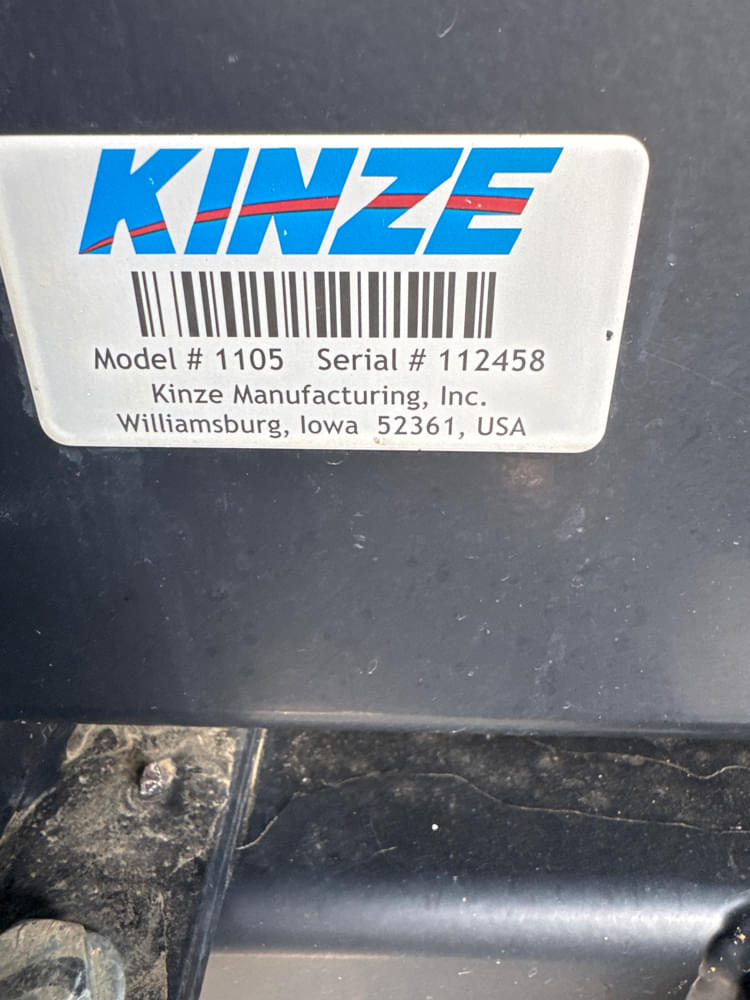 KINZE
Model # 1105 Serial # 112458
Kinze Manufacturing, Inc.
Williamsburg, Iowa 52361, USA